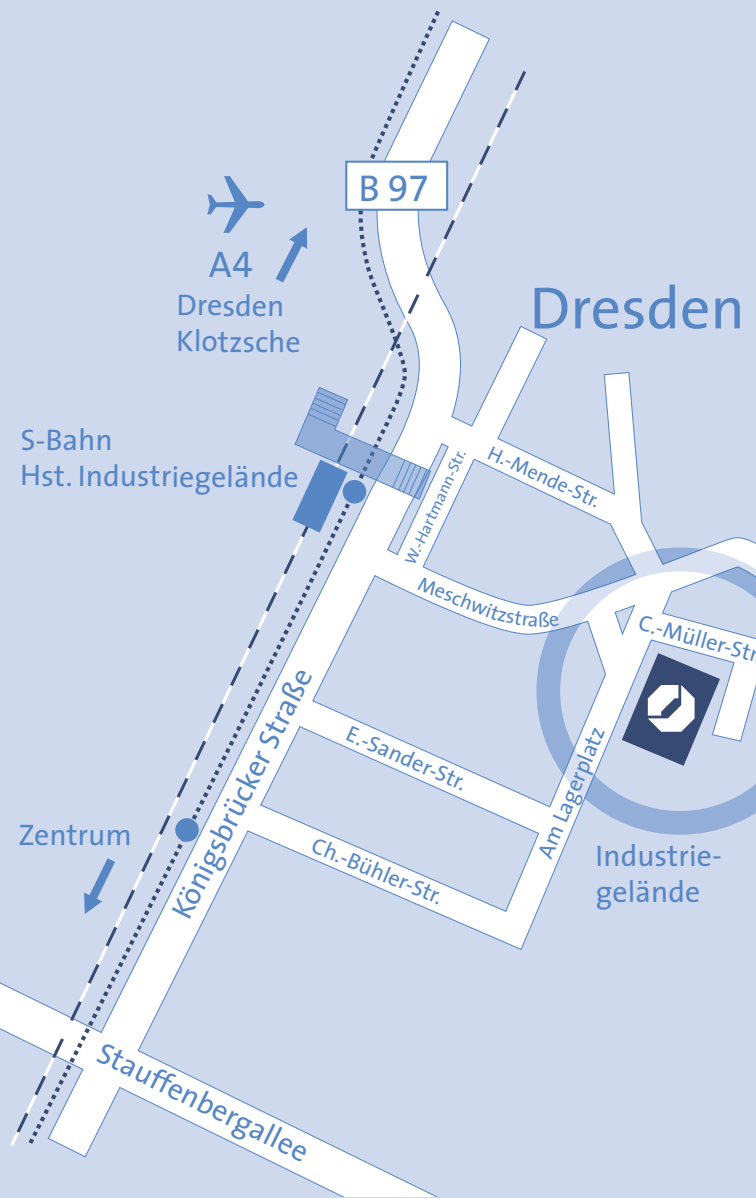 B 97
A4
Dresden
Klotzsche
Dresden
S-Bahn
Hst. Industriegelände
W.-Hartmann-Str.
H.-Mende-Str.
Meschwitzstraße
C.-Müller-Str
Königsbrücker Straße
E.-Sander-Str.
Am Lagerplatz
Zentrum
Ch.-Bühler-Str.
Industrie-
gelände
Stauffenbergallee